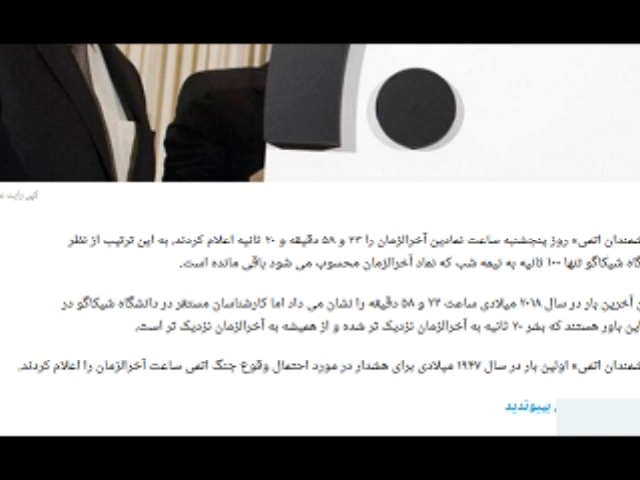 کپی رایت
شمندان اتمی» روز پنجشنبه ساعت نمادین آخرالزمان را ۲۳ و ۵۸ دقیقه و ۲۰ ثانیه اعلام کردند. به این ترتیب از نظر
گاه شیکاگو تنها ۱۰۰ ثانیه به نیمه شب که نماد آخرالزمان محسوب می شود باقی مانده است.
آخرین بار در سال ۲۰۱۸ میلادی ساعت ۲۳ و ۵۸ دقیقه را نشان می داد اما کارشناسان مستقر در دانشگاه شیکاگو در
این باور هستند که بشر ۲۰ ثانیه به آخرالزمان نزدیک تر شده و از همیشه به آخرالزمان نزدیک تر است.
شمندان اتمی» اولین بار در سال ۱۹۴۷ میلادی برای هشدار در مورد احتمال وقوع جنگ اتمی ساعت آخرالزمان را اعلام کردند.
بپیوندید